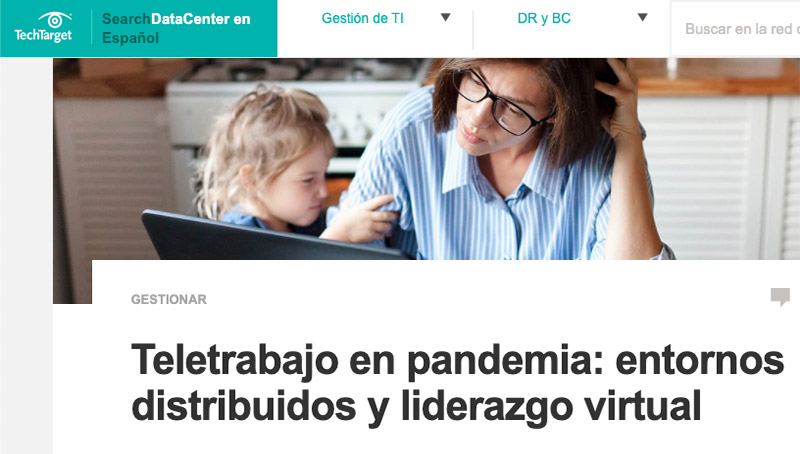 TechTarget
SearchDataCenter en
Español
Gestión de TI
DR y BC
Buscar en la red
GESTIONAR
Teletrabajo en pandemia: entornos
distribuidos y liderazgo virtual